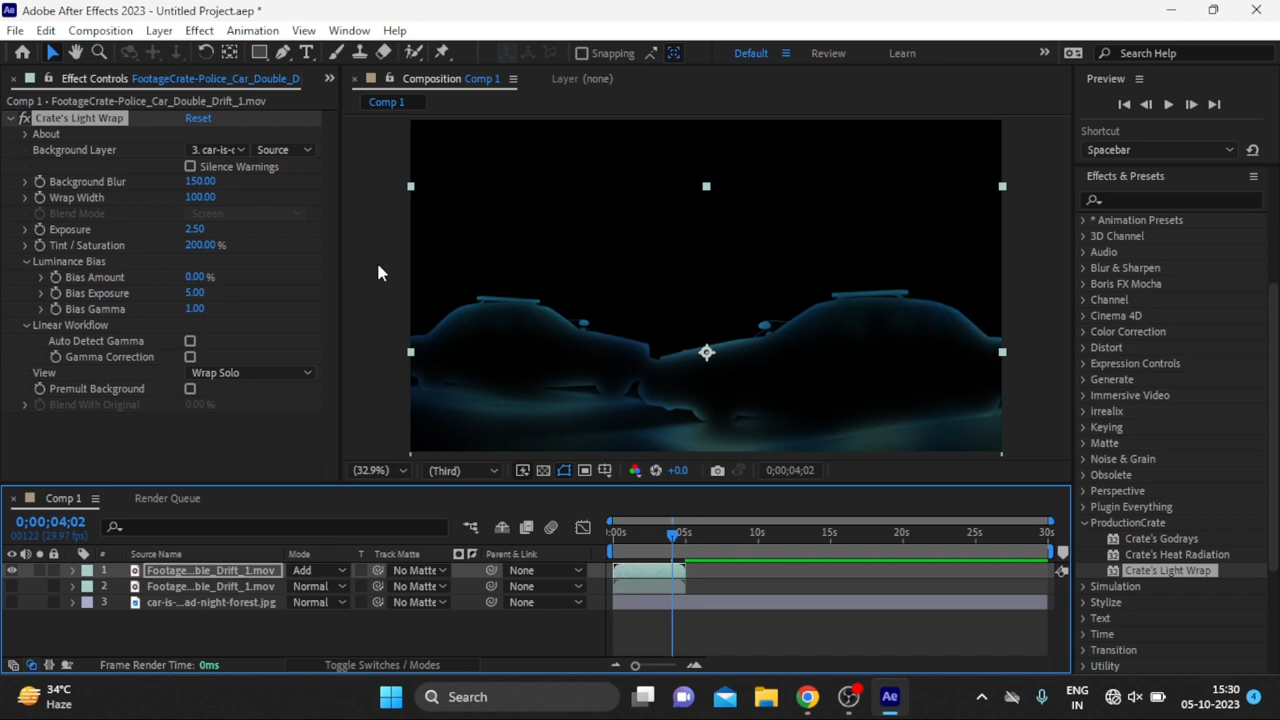 Adobe After Effects 2023 - Untitled Project.aep *
File Edit Composition Layer Effect Animation View Window Help
Snapping Default Review Learn Search Help
Effect Controls FootageCrate-Police_Car_Double_D
Composition Comp 1
Layer (none)
Preview
Comp 1 • FootageCrate-Police_Car_Double_Drift_1.mov
Comp 1
fx Crate's Light Wrap Reset
About
Background Layer 3. car-is-c Source
Silence Warnings
Background Blur 150.00
Wrap Width 100.00
Blend Mode Screen
Exposure 2.50
Tint / Saturation 200.00 %
Luminance Bias
Bias Amount 0.00 %
Bias Exposure 5.00
Bias Gamma 1.00
Linear Workflow
Auto Detect Gamma
Gamma Correction
View Wrap Solo
Premult Background
Blend With Original 0.00 %
(32.9%) (Third) +0.0 0;00;04;02
Shortcut
Spacebar
Effects & Presets
* Animation Presets
3D Channel
Audio
Blur & Sharpen
Boris FX Mocha
Channel
Cinema 4D
Color Correction
Distort
Expression Controls
Generate
Immersive Video
irrealix
Keying
Matte
Noise & Grain
Obsolete
Perspective
Plugin Everything
ProductionCrate
Crate's Godrays
Crate's Heat Radiation
Crate's Light Wrap
Simulation
Stylize
Text
Time
Transition
Utility
Comp 1 Render Queue
0;00;04;02
00122 (29.97 fps)
:00s 05s 10s 15s 20s 25s 30s
# Source Name Mode T Track Matte Parent & Link
1 Footage...ble_Drift_1.mov Add No Matte None
2 Footage...ble_Drift_1.mov Normal No Matte None
3 car-is-...ad-night-forest.jpg Normal No Matte None
Frame Render Time: 0ms Toggle Switches / Modes
34°C
Haze
Search
Ae
ENG
IN
15:30
05-10-2023
4